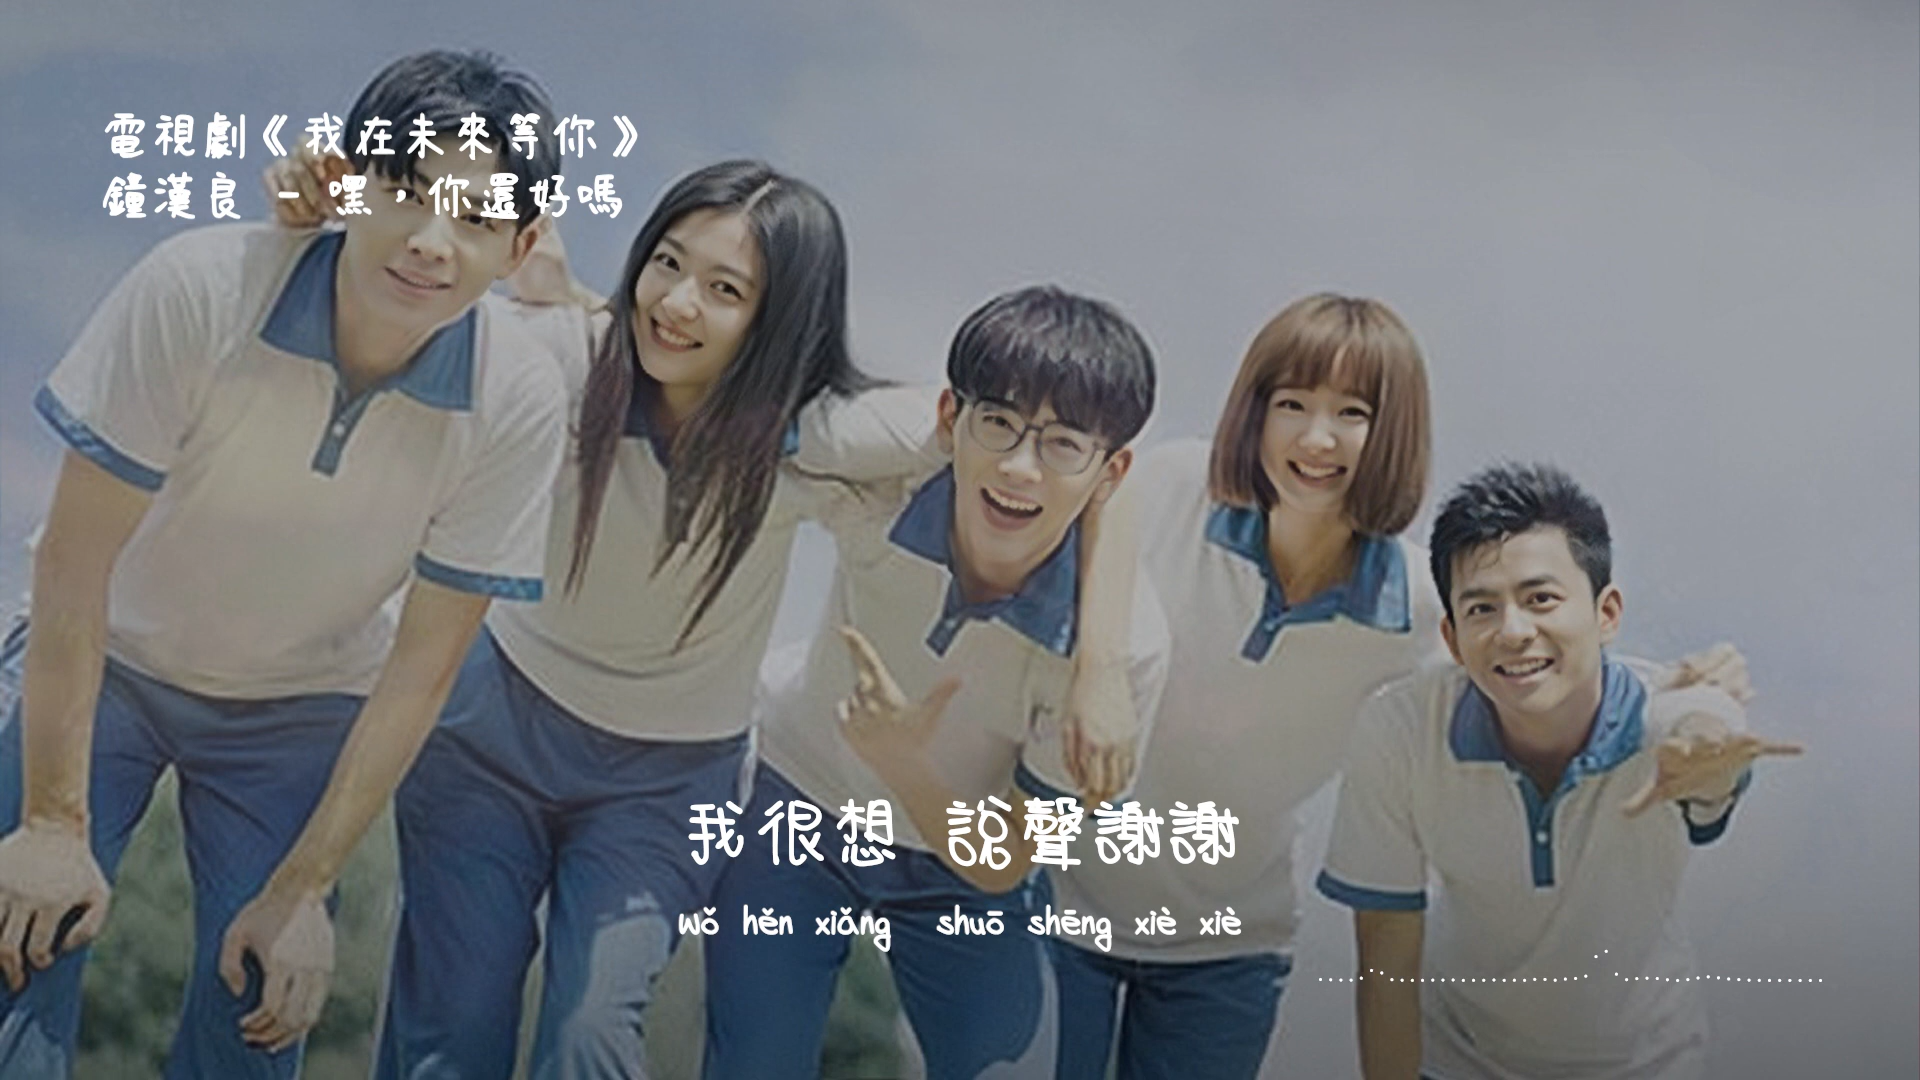 電視劇《我在未來等你》
鐘漢良 - 嘿，你還好嗎
我很想 說聲謝謝
wǒ hěn xiǎng shuō shēng xiè xiè